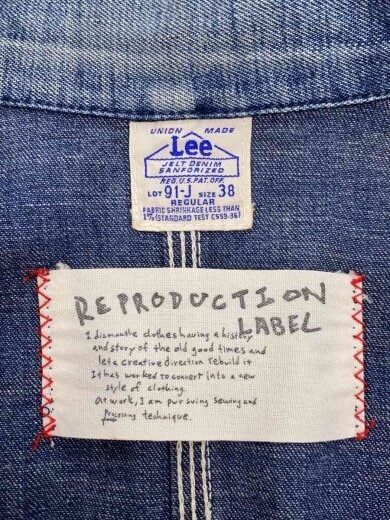 UNION MADE
Lee
JELT DENIM
SANFORIZED
REG.U.S.PAT.OFF.
LOT 91-J SIZE 38
REGULAR
FABRIC SHRINKAGE LESS THAN
1% (STANDARD TEST CS59-36)
REPRODUCTION
LABEL
I dismantle clothes having a history
and story of the old good times and
let a creative direction rebuild it
It has worked to convert into a new
style of clothing.
At work, I am pursuing sewing and
Processing technique.